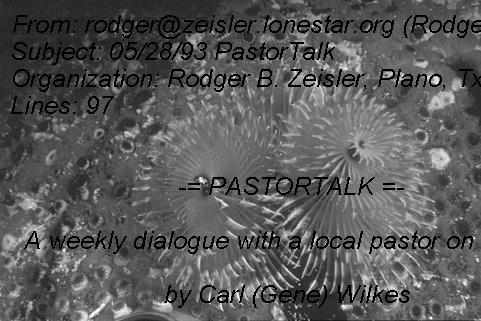 From: rodger@zeisler.lonestar.org (Rodge
Subject: 05/28/93 PastorTalk
Organization: Rodger B. Zeisler, Plano, Tx
Lines: 97
-= PASTORTALK =-
A weekly dialogue with a local pastor on
by Carl (Gene) Wilkes